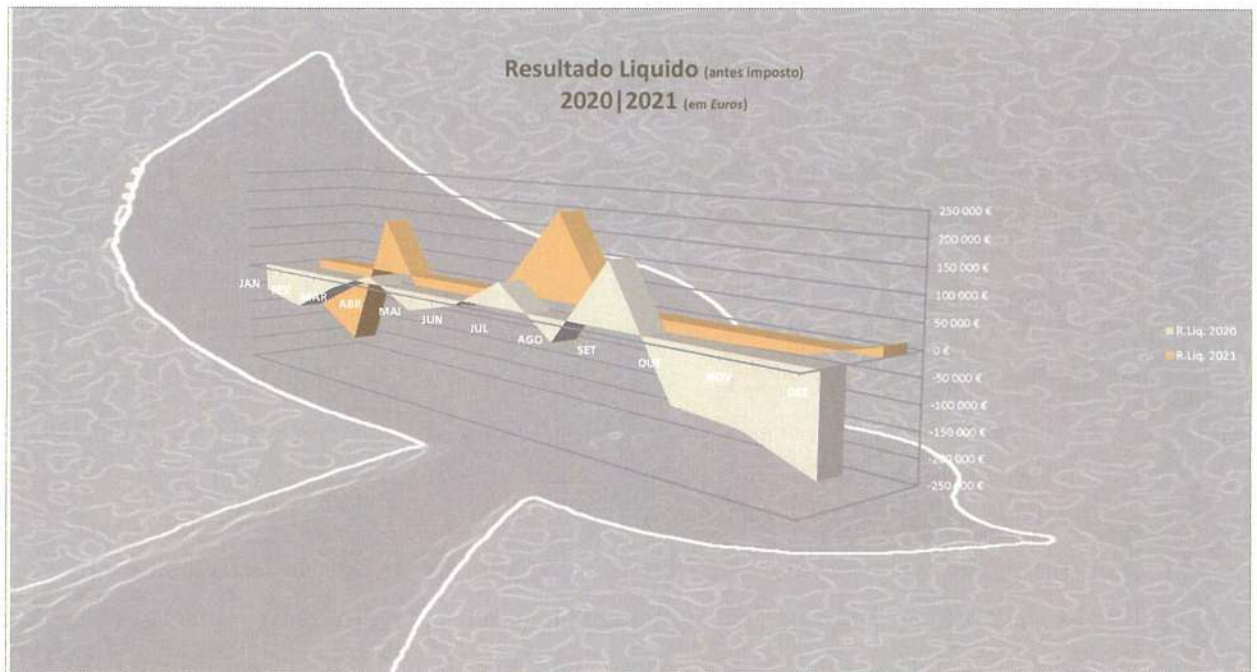 Resultado Liquido (antes imposto)
2020|2021 (em Euros)
250 000 €
200 000 €
150 000 €
100 000 €
50 000 €
0 €
-50 000 €
-100 000 €
-150 000 €
-200 000 €
-250 000 €
JAN
FEV
MAR
ABR
MAI
JUN
JUL
AGO
SET
OUT
NOV
DEZ
R.Liq. 2020
R.Liq. 2021